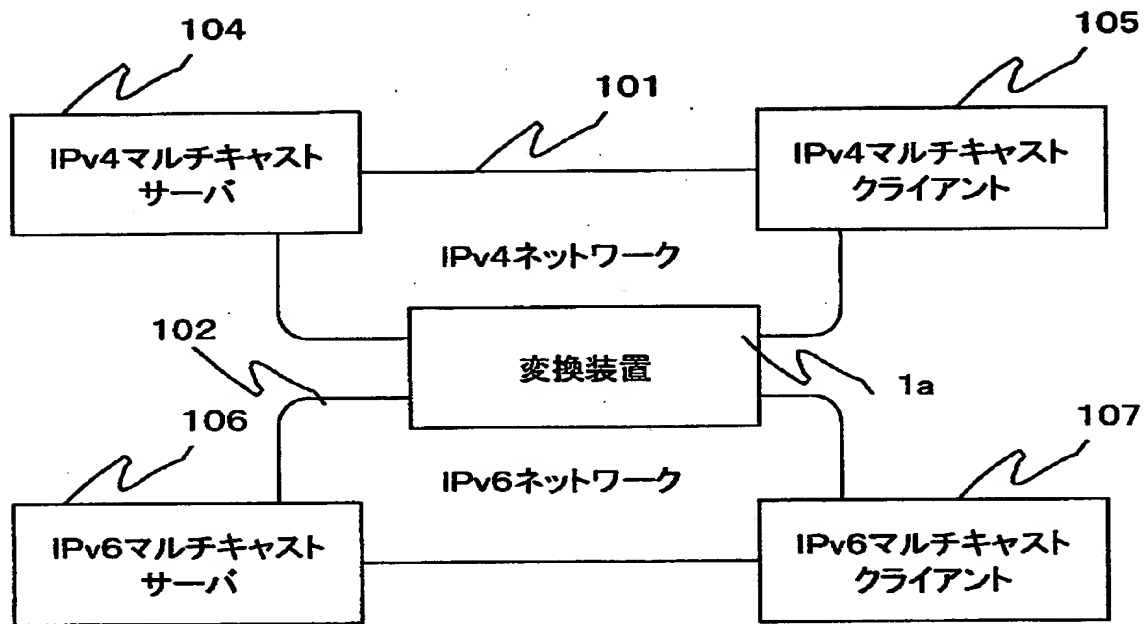 104
105
101
IPv4マルチキャスト
サーバ
IPv4マルチキャスト
クライアント
IPv4ネットワーク
102
変換装置
1a
106
107
IPv6ネットワーク
IPv6マルチキャスト
サーバ
IPv6マルチキャスト
クライアント